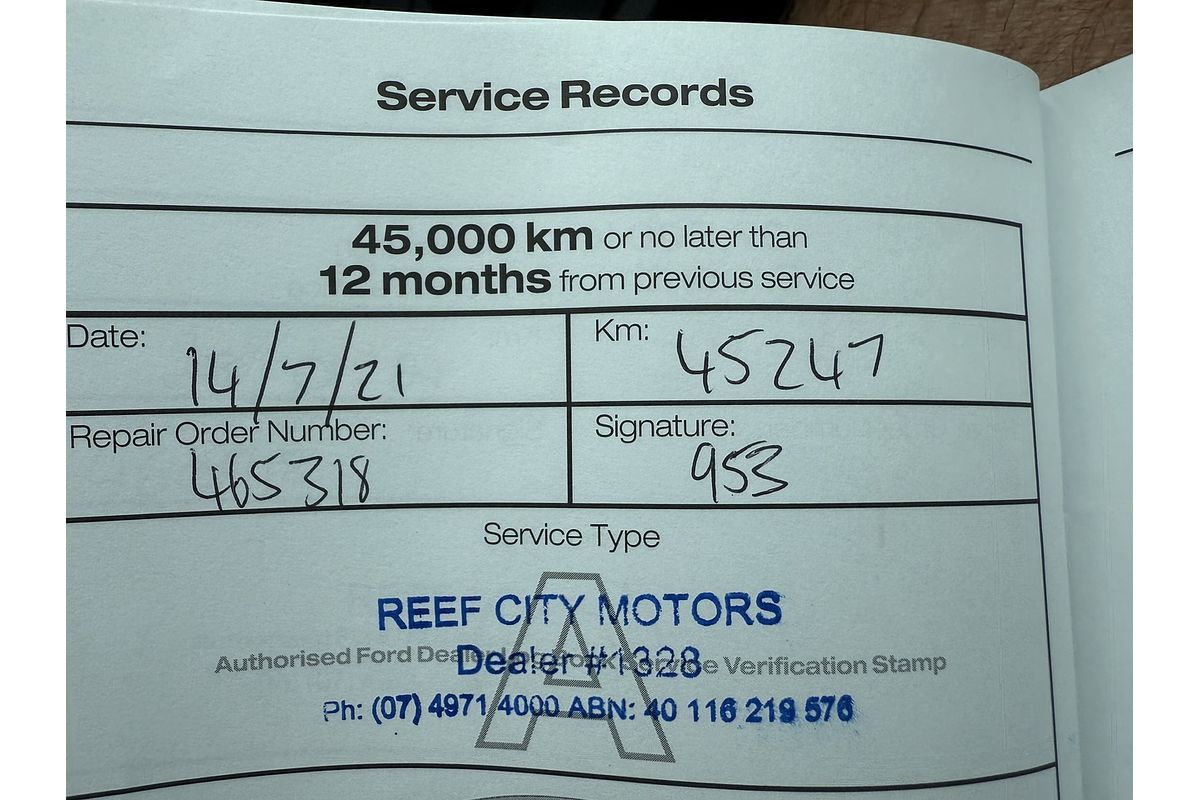 Service Records
45,000 km or no later than
12 months from previous service
Date: 14/7/21
Km: 45247
Repair Order Number: 465318
Signature: 953
Service Type
A
REEF CITY MOTORS
Authorised Ford Dealer Logbook Service Verification Stamp
Dealer #1328
Ph: (07) 4971 4000 ABN: 40 116 219 576